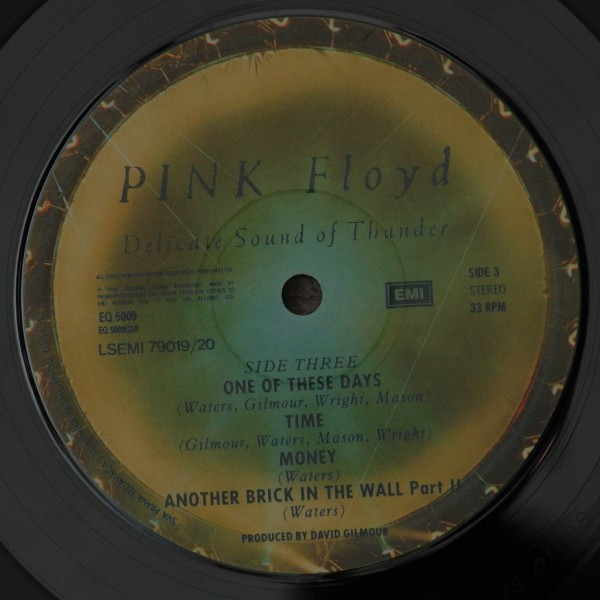 PINK Floyd
Delicate Sound of Thunder
EQ 5009
LSEMI 79019/20
EMI
SIDE 3
STEREO
33 RPM
SIDE THREE
ONE OF THESE DAYS
(Waters, Gilmour, Wright, Mason)
TIME
(Gilmour, Waters, Mason, Wright)
MONEY
(Waters)
ANOTHER BRICK IN THE WALL Part II
(Waters)
PRODUCED BY DAVID GILMOUR